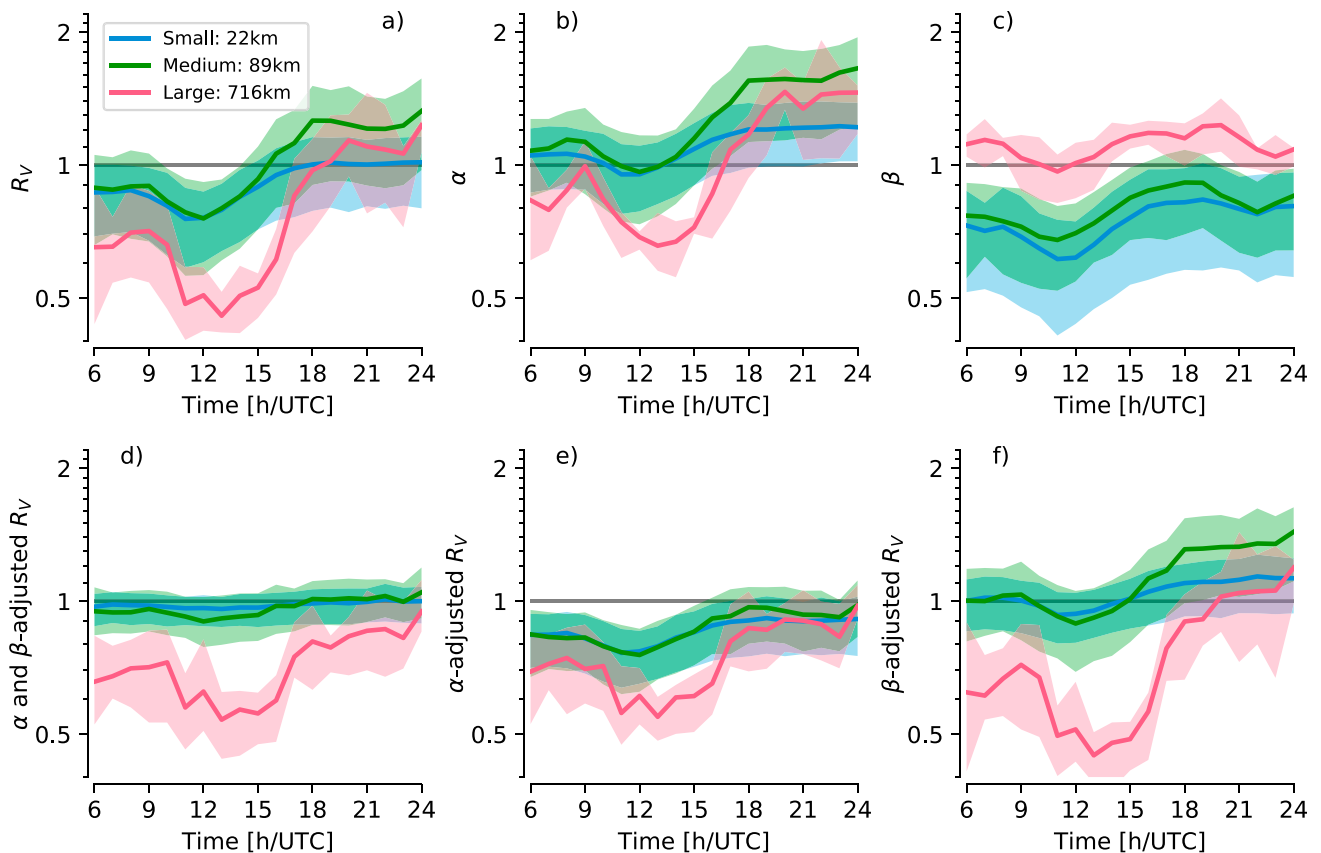 a)
b)
c)
Small: 22km
Medium: 89km
Large: 716km
2
1
0.5
R_V
6 9 12 15 18 21 24
Time [h/UTC]
2
1
0.5
α
6 9 12 15 18 21 24
Time [h/UTC]
2
1
0.5
β
6 9 12 15 18 21 24
Time [h/UTC]
d)
e)
f)
2
1
0.5
α and β-adjusted R_V
6 9 12 15 18 21 24
Time [h/UTC]
2
1
0.5
α-adjusted R_V
6 9 12 15 18 21 24
Time [h/UTC]
2
1
0.5
β-adjusted R_V
6 9 12 15 18 21 24
Time [h/UTC]